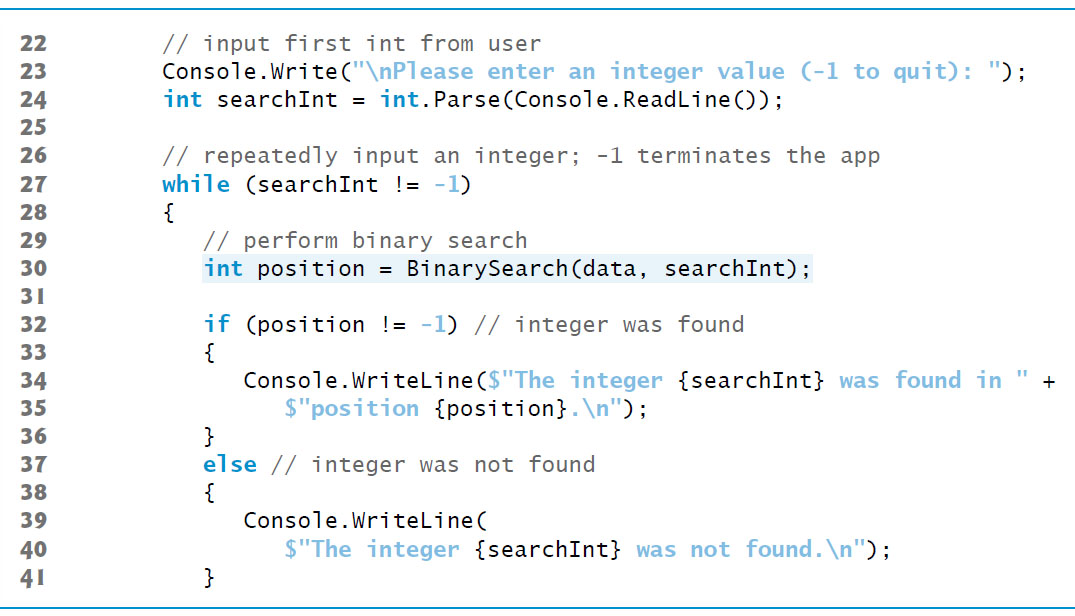 22 // input first int from user
23 Console.Write("\nPlease enter an integer value (-1 to quit): ");
24 int searchInt = int.Parse(Console.ReadLine());
25
26 // repeatedly input an integer; -1 terminates the app
27 while (searchInt != -1)
28 {
29 // perform binary search
30 int position = BinarySearch(data, searchInt);
31
32 if (position != -1) // integer was found
33 {
34 Console.WriteLine($"The integer {searchInt} was found in " +
35 $"position {position}.\n");
36 }
37 else // integer was not found
38 {
39 Console.WriteLine(
40 $"The integer {searchInt} was not found.\n");
41 }